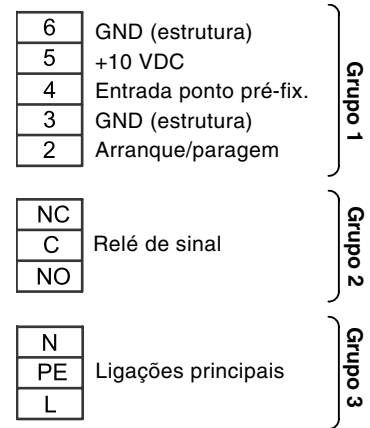 6 GND (estrutura)
5 +10 VDC
4 Entrada ponto pré-fix.
3 GND (estrutura)
2 Arranque/paragem
Grupo 1
NC
C Relé de sinal
NO
Grupo 2
N
PE Ligações principais
L
Grupo 3